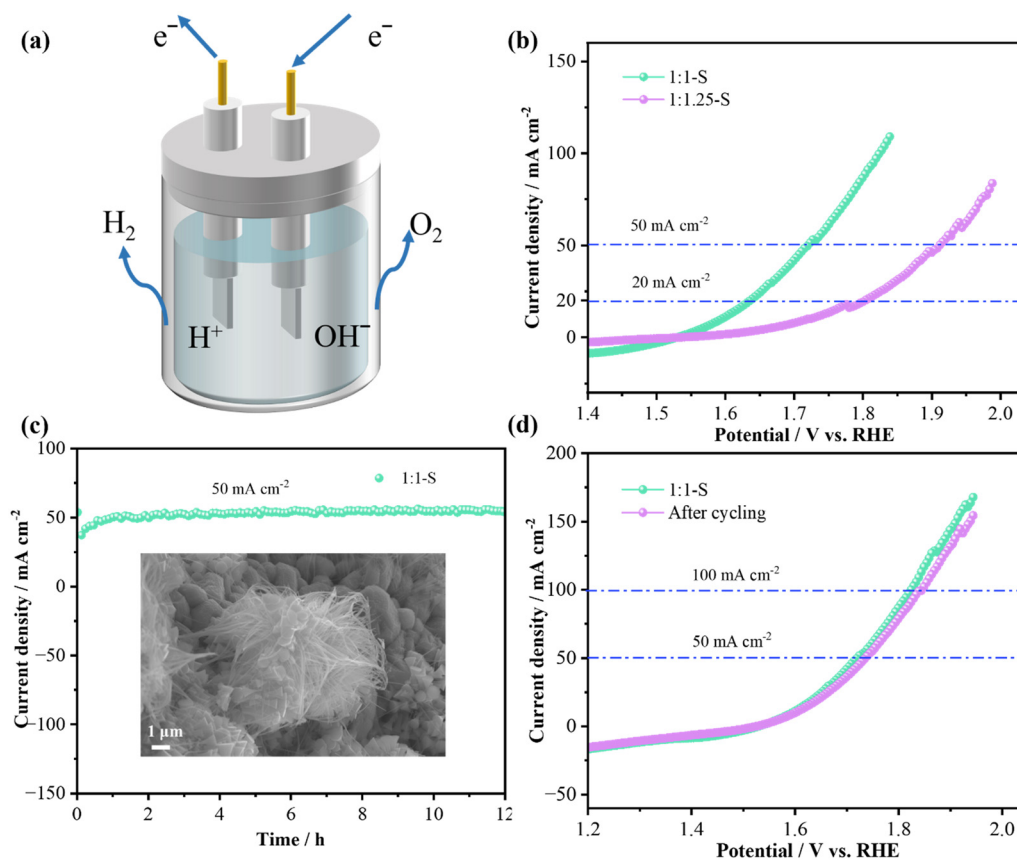 (a)
e⁻
e⁻
H₂
O₂
H⁺
OH⁻
(b)
1:1-S
1:1.25-S
50 mA cm⁻²
20 mA cm⁻²
150
100
50
20
0
1.4
1.5
1.6
1.7
1.8
1.9
2.0
Current density / mA cm⁻²
Potential / V vs. RHE
(c)
50 mA cm⁻²
1:1-S
1 μm
100
50
0
−50
−100
−150
0
2
4
6
8
10
12
Current density / mA cm⁻²
Time / h
(d)
1:1-S
After cycling
100 mA cm⁻²
50 mA cm⁻²
200
150
100
50
0
−50
1.2
1.4
1.6
1.8
2.0
Current density / mA cm⁻²
Potential / V vs. RHE